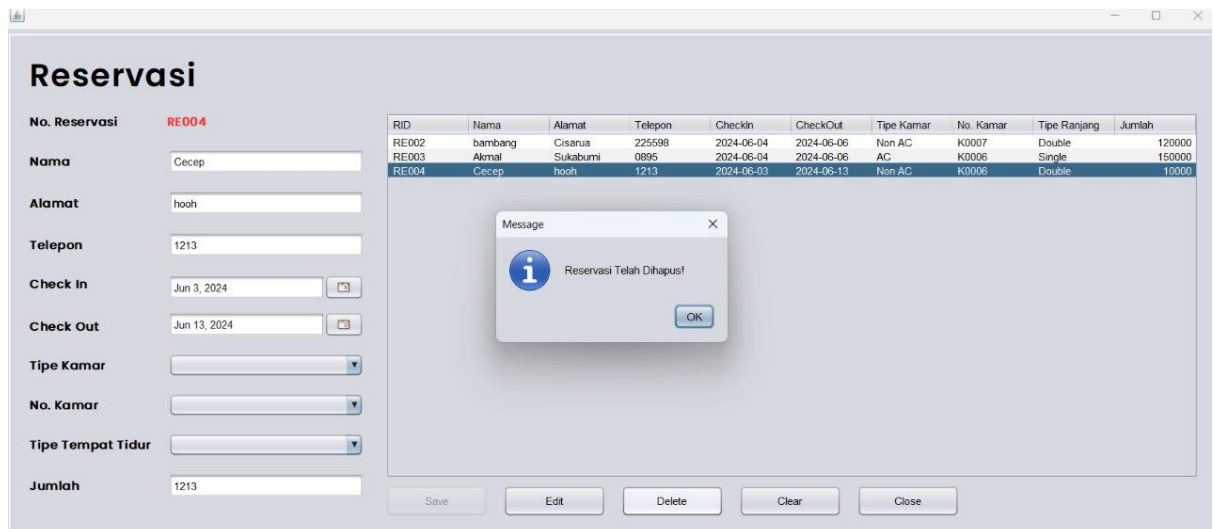 Reservasi
No. Reservasi RE004
Nama Cecep
Alamat hooh
Telepon 1213
Check In Jun 3, 2024
Check Out Jun 13, 2024
Tipe Kamar
No. Kamar
Tipe Tempat Tidur
Jumlah 1213
RID Nama Alamat Telepon CheckIn CheckOut Tipe Kamar No. Kamar Tipe Ranjang Jumlah
RE002 bambang Cisarua 225598 2024-06-04 2024-06-06 Non AC K0007 Double 120000
RE003 Akmal Sukabumi 0895 2024-06-04 2024-06-06 AC K0006 Single 150000
RE004 Cecep hooh 1213 2024-06-03 2024-06-13 Non AC K0006 Double 10000
Message
Reservasi Telah Dihapus!
OK
Save Edit Delete Clear Close